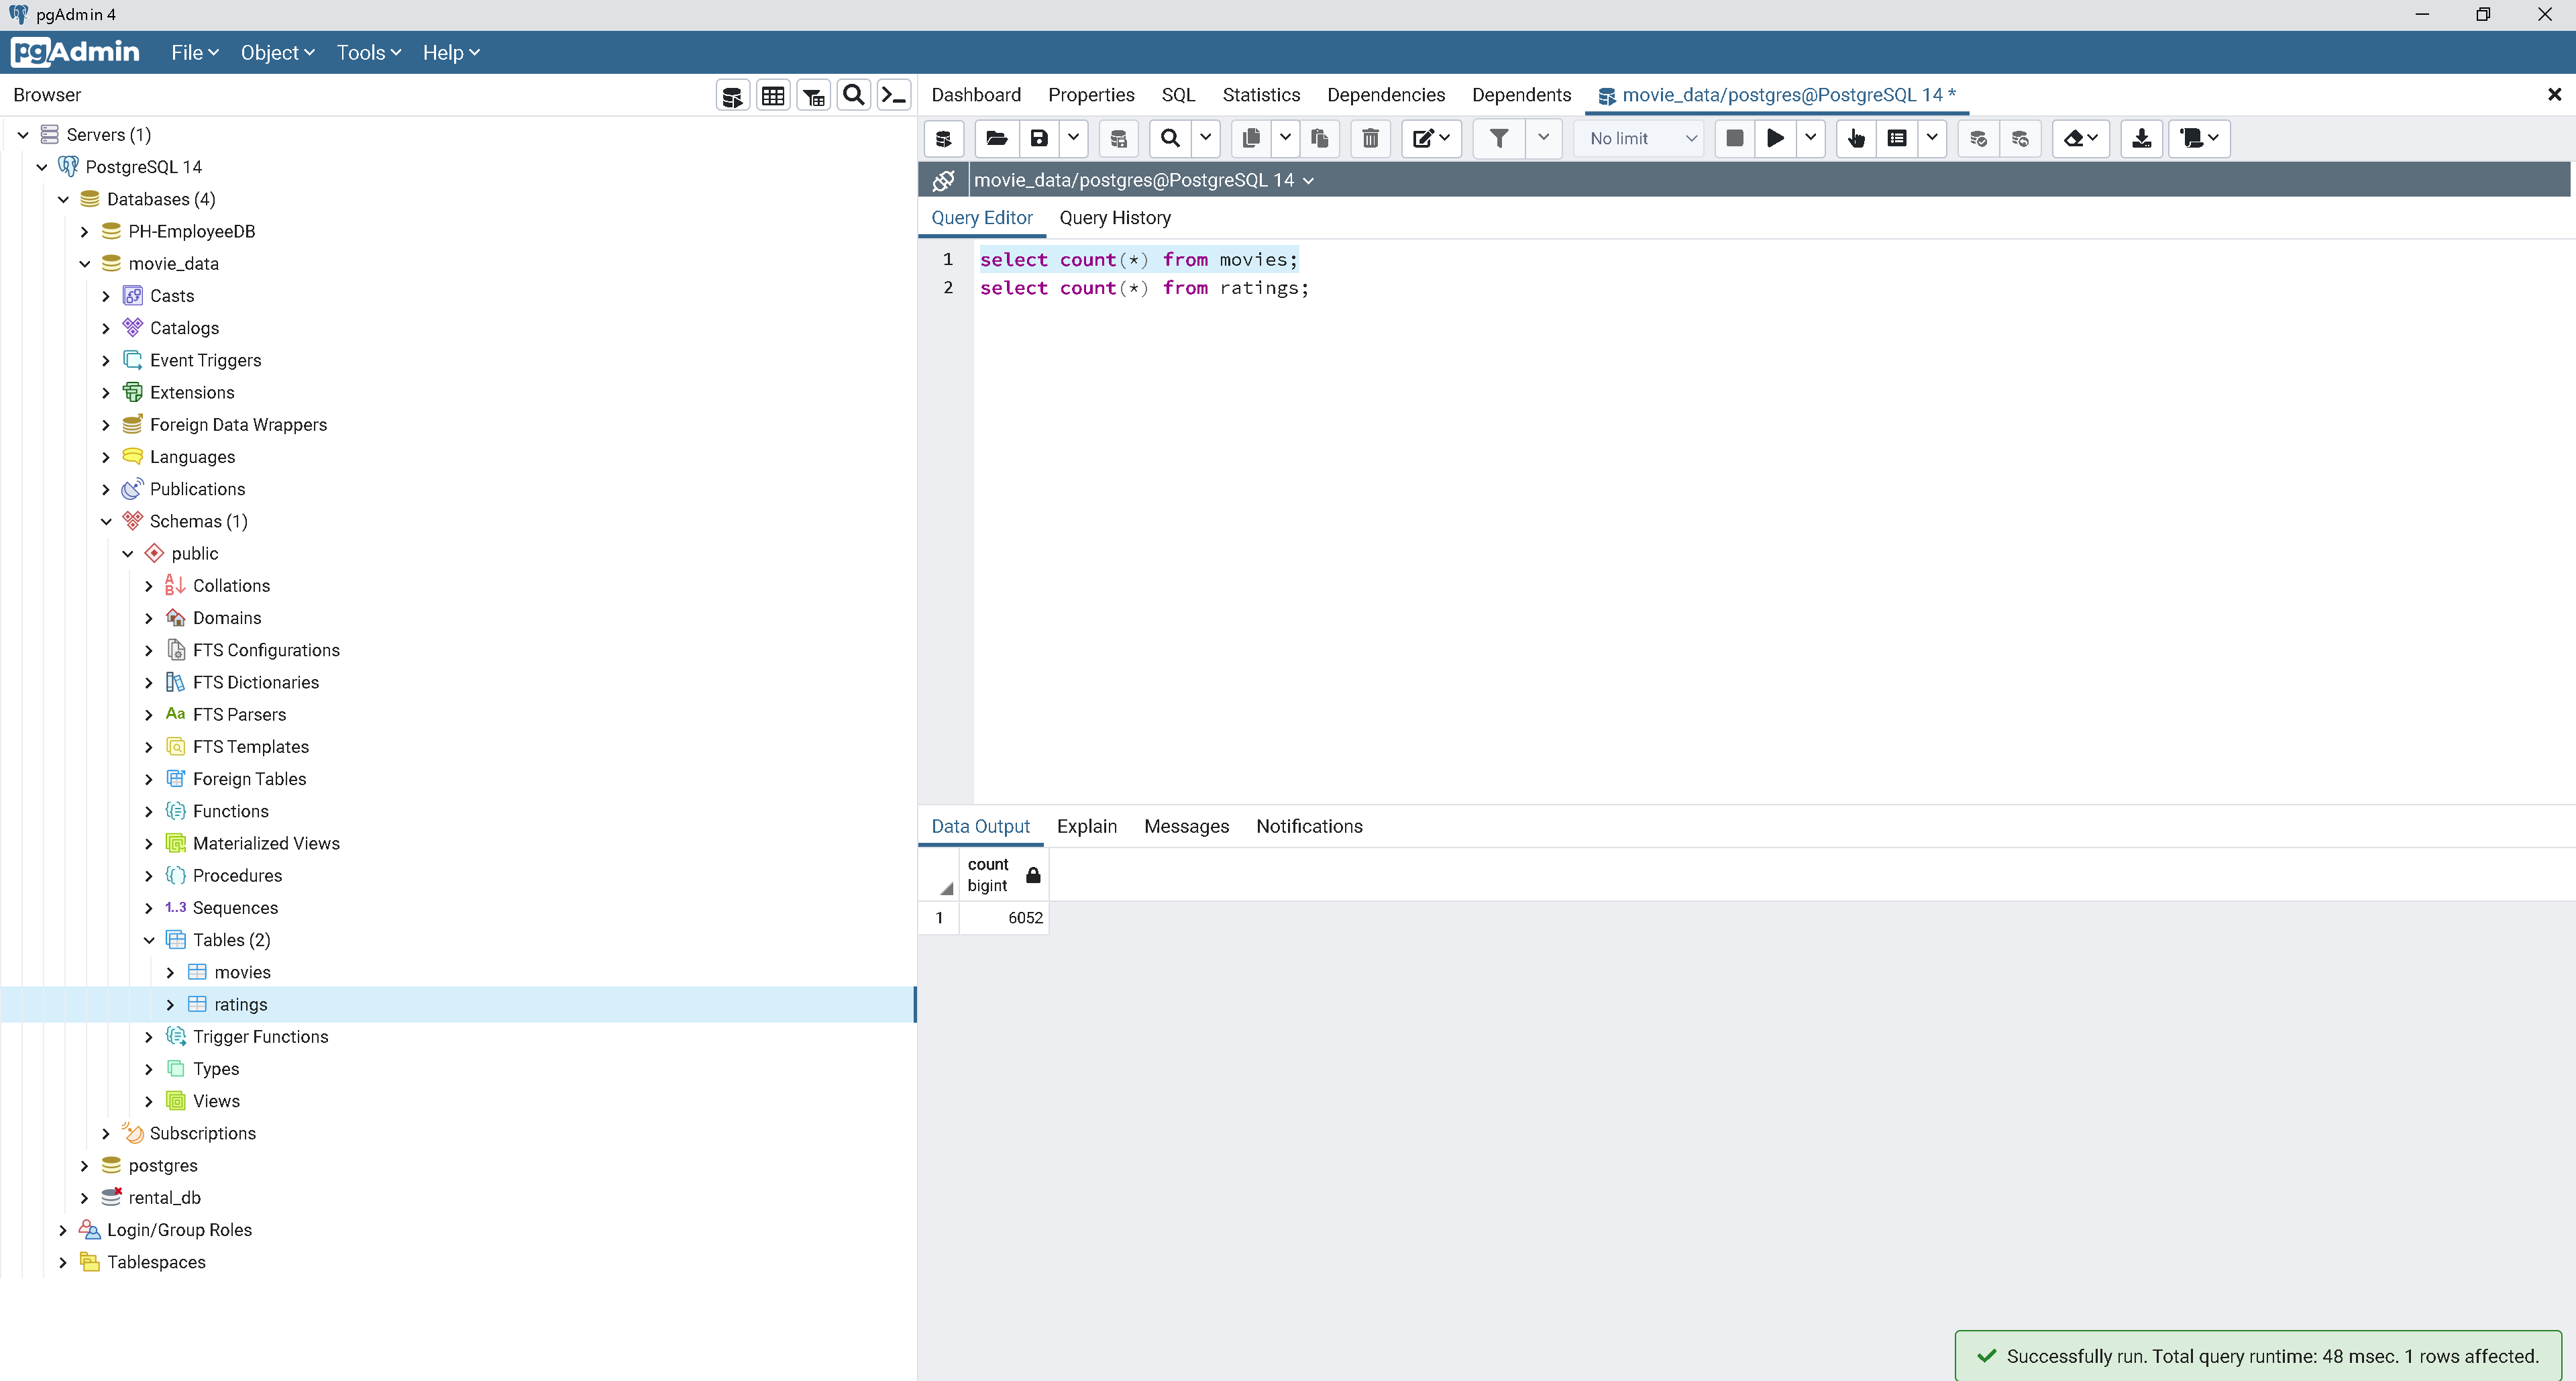 pgAdmin 4
pgAdmin File Object Tools Help
Browser
Servers (1)
PostgreSQL 14
Databases (4)
PH-EmployeeDB
movie_data
Casts
Catalogs
Event Triggers
Extensions
Foreign Data Wrappers
Languages
Publications
Schemas (1)
public
Collations
Domains
FTS Configurations
FTS Dictionaries
Aa FTS Parsers
FTS Templates
Foreign Tables
Functions
Materialized Views
Procedures
1..3 Sequences
Tables (2)
movies
ratings
Trigger Functions
Types
Views
Subscriptions
postgres
rental_db
Login/Group Roles
Tablespaces
Dashboard Properties SQL Statistics Dependencies Dependents movie_data/postgres@PostgreSQL 14 *
No limit
movie_data/postgres@PostgreSQL 14
Query Editor Query History
1 select count(*) from movies;
2 select count(*) from ratings;
Data Output Explain Messages Notifications
count
bigint
1 6052
Successfully run. Total query runtime: 48 msec. 1 rows affected.